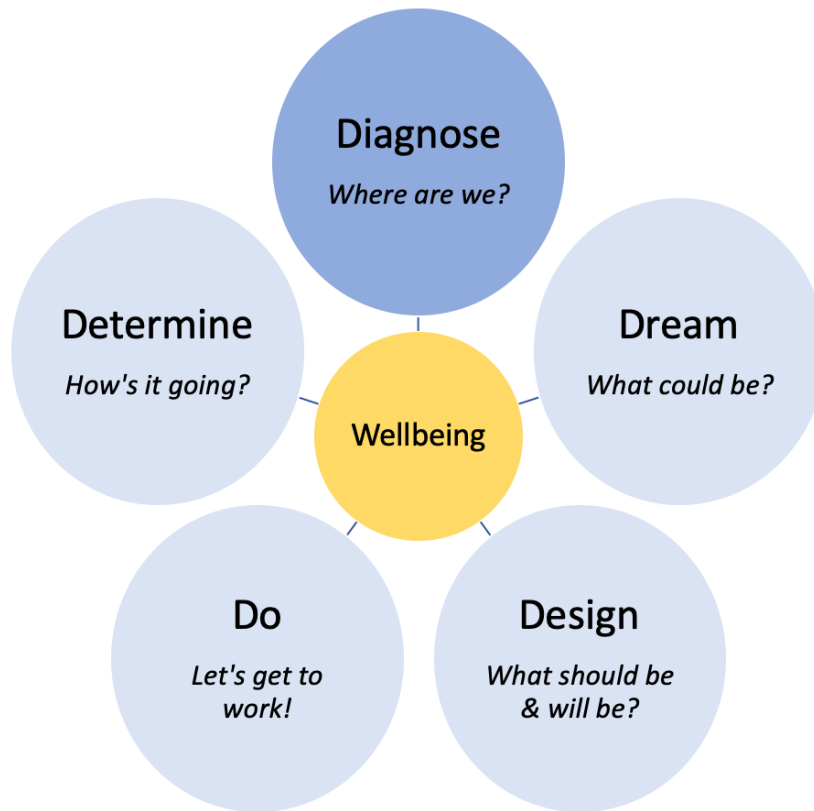 Diagnose
Where are we?
Determine
How's it going?
Dream
What could be?
Wellbeing
Do
Let's get to
work!
Design
What should be
& will be?